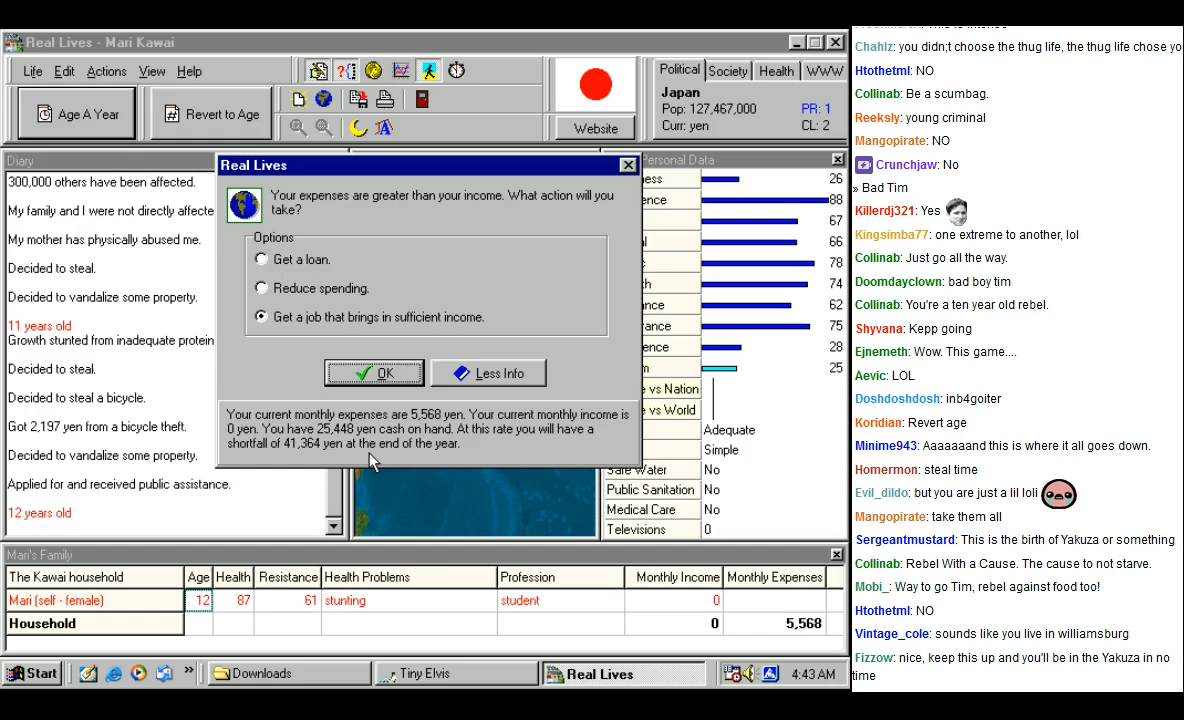 Real Lives - Mari Kawai
Life Edit Actions View Help
Age A Year
Revert to Age
Website
Political Society Health WWW
Japan
Pop: 127,467,000 PR: 1
Curr: yen CL: 2
Diary
300,000 others have been affected.
My family and I were not directly affecte
My mother has physically abused me.
Decided to steal.
Decided to vandalize some property.
11 years old
Growth stunted from inadequate protein
Decided to steal.
Decided to steal a bicycle.
Got 2,197 yen from a bicycle theft.
Decided to vandalize some property.
Applied for and received public assistance.
12 years old
Real Lives
Your expenses are greater than your income. What action will you
take?
Options
Get a loan.
Reduce spending.
Get a job that brings in sufficient income.
OK
Less Info
Your current monthly expenses are 5,568 yen. Your current monthly income is
0 yen. You have 25,448 yen cash on hand. At this rate you will have a
shortfall of 41,364 yen at the end of the year.
Personal Data
ness 26
ence 88
67
l 66
c 78
th 74
ance 62
rance 75
ence 28
m 25
e vs Nation
e vs World
Adequate
Simple
Safe Water No
Public Sanitation No
Medical Care No
Televisions 0
Mari's Family
The Kawai household Age Health Resistance Health Problems Profession Monthly Income Monthly Expenses
Mari (self - female) 12 87 61 stunting student 0
Household 0 5,568
Start » Downloads Tiny Elvis Real Lives 4:43 AM
Chahlz: you didn;t choose the thug life, the thug life chose yo
Htothetml: NO
Collinab: Be a scumbag.
Reeksly: young criminal
Mangopirate: NO
Crunchjaw: No
» Bad Tim
Killerdj321: Yes
Kingsimba77: one extreme to another, lol
Collinab: Just go all the way.
Doomdayclown: bad boy tim
Collinab: You're a ten year old rebel.
Shyvana: Kepp going
Ejnemeth: Wow. This game....
Aevic: LOL
Doshdoshdosh: inb4goiter
Koridian: Revert age
Minime943: Aaaaaaand this is where it all goes down.
Homermon: steal time
Evil_dildo: but you are just a lil loli
Mangopirate: take them all
Sergeantmustard: This is the birth of Yakuza or something
Collinab: Rebel With a Cause. The cause to not starve.
Mobi_: Way to go Tim, rebel against food too!
Htothetml: NO
Vintage_cole: sounds like you live in williamsburg
Fizzow: nice, keep this up and you'll be in the Yakuza in no
time